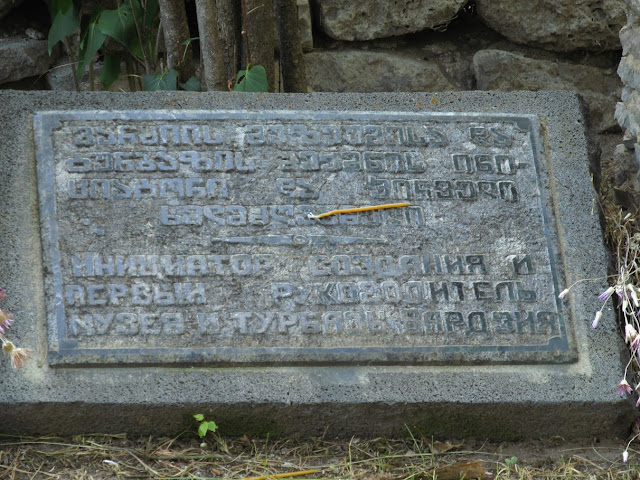 ვარძიის მუზეუმისა და
ტურბაზის შექმნის ინი-
ციატორი და პირველი
ხელმძღვანელი
ИНИЦИАТОР СОЗДАНИЯ И
ПЕРВЫЙ РУКОВОДИТЕЛЬ
МУЗЕЯ И ТУРБАЗЫ ВАРДЗИЯ